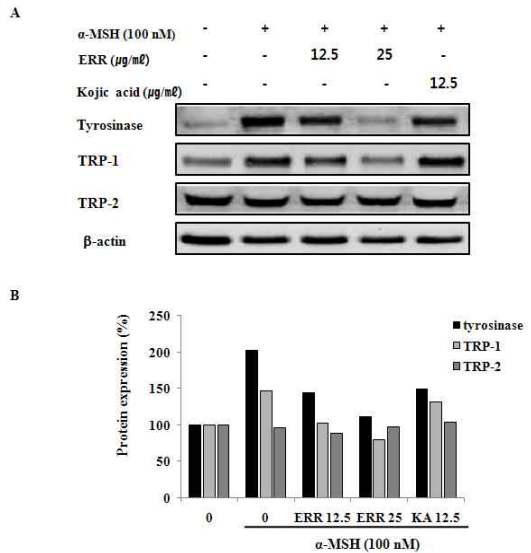 A
α-MSH (100 nM) - + + + +
ERR (㎍/㎖) - - 12.5 25 -
Kojic acid (㎍/㎖) - - - - 12.5
Tyrosinase
TRP-1
TRP-2
β-actin
B
Protein expression (%)
250
200
150
100
50
0
tyrosinase
TRP-1
TRP-2
0 0 ERR 12.5 ERR 25 KA 12.5
α-MSH (100 nM)